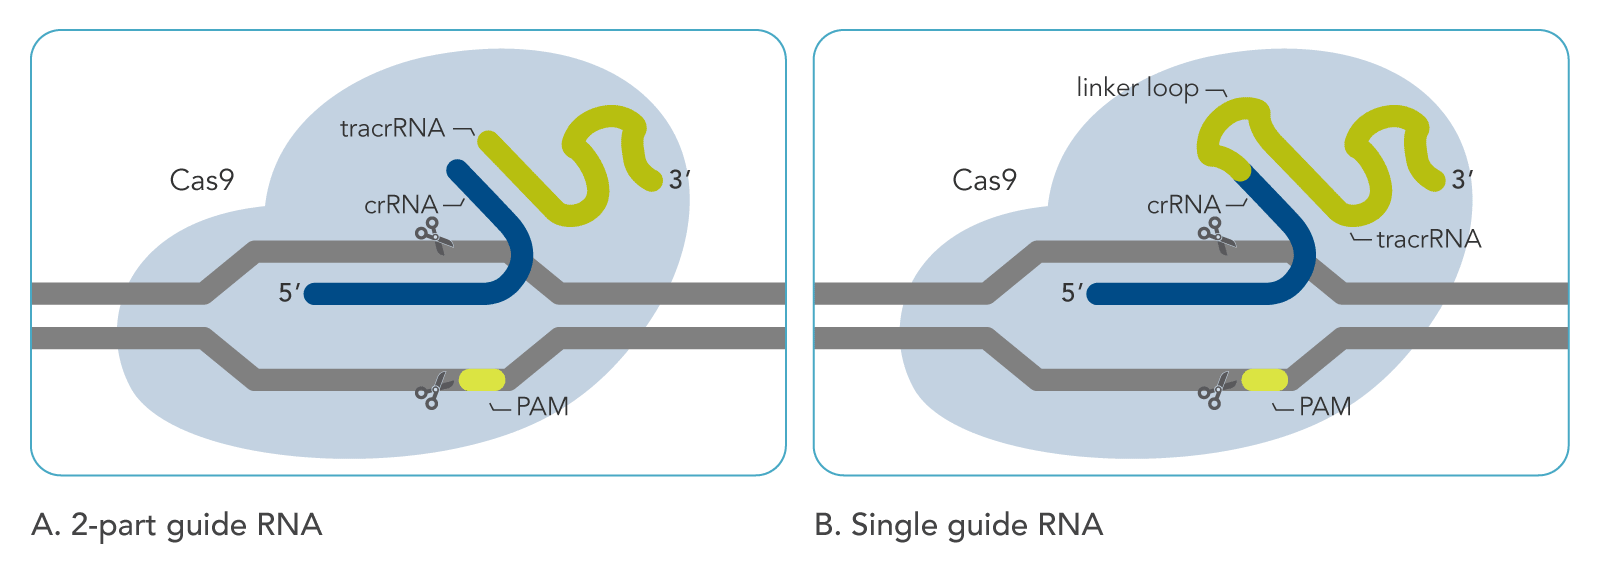 tracrRNA
Cas9
3′
crRNA
5′
PAM
A. 2-part guide RNA
linker loop
Cas9
3′
crRNA
tracrRNA
5′
PAM
B. Single guide RNA